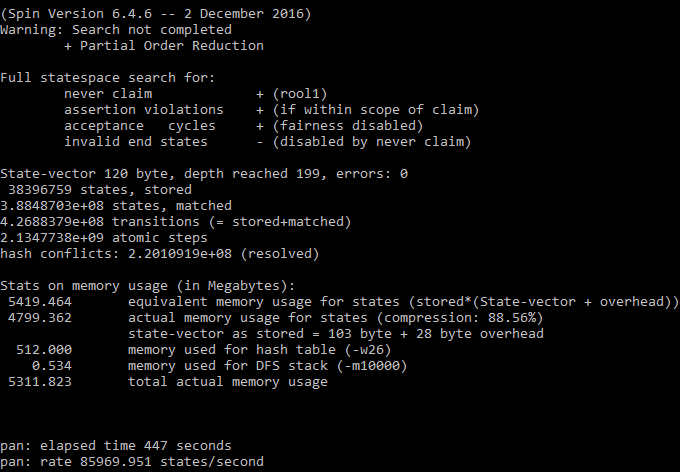 (Spin Version 6.4.6 -- 2 December 2016)
Warning: Search not completed
        + Partial Order Reduction

Full statespace search for:
        never claim             + (rool1)
        assertion violations    + (if within scope of claim)
        acceptance   cycles     + (fairness disabled)
        invalid end states      - (disabled by never claim)

State-vector 120 byte, depth reached 199, errors: 0
 38396759 states, stored
3.8848703e+08 states, matched
4.2688379e+08 transitions (= stored+matched)
2.1347738e+09 atomic steps
hash conflicts: 2.2010919e+08 (resolved)

Stats on memory usage (in Megabytes):
 5419.464       equivalent memory usage for states (stored*(State-vector + overhead))
 4799.362       actual memory usage for states (compression: 88.56%)
                state-vector as stored = 103 byte + 28 byte overhead
  512.000       memory used for hash table (-w26)
    0.534       memory used for DFS stack (-m10000)
 5311.823       total actual memory usage

pan: elapsed time 447 seconds
pan: rate 85969.951 states/second